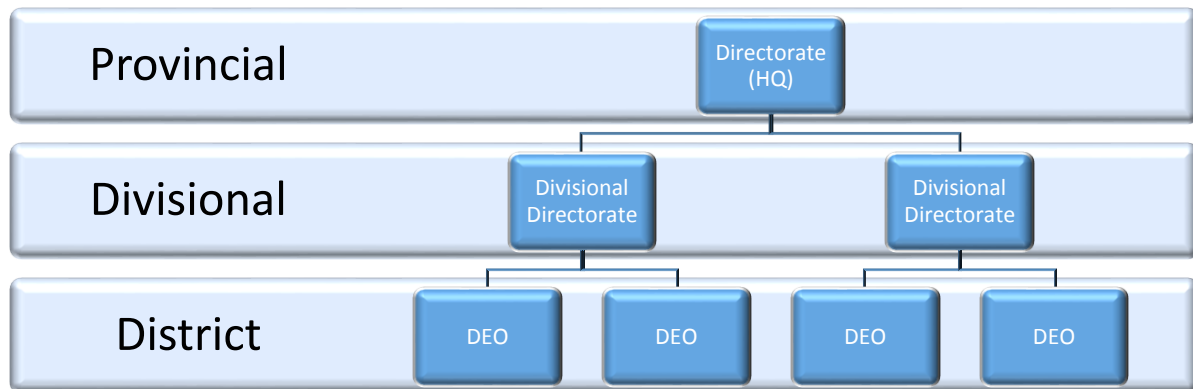 Provincial
Directorate
(HQ)
Divisional
Divisional
Directorate
Divisional
Directorate
District
DEO
DEO
DEO
DEO